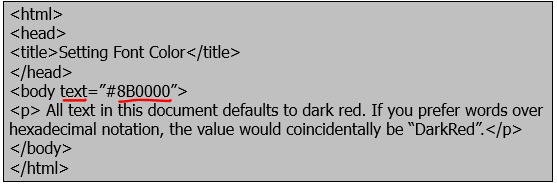 <html>
<head>
<title>Setting Font Color</title>
</head>
<body text=”#8B0000”>
<p> All text in this document defaults to dark red. If you prefer words over
hexadecimal notation, the value would coincidentally be “DarkRed”.</p>
</body>
</html>